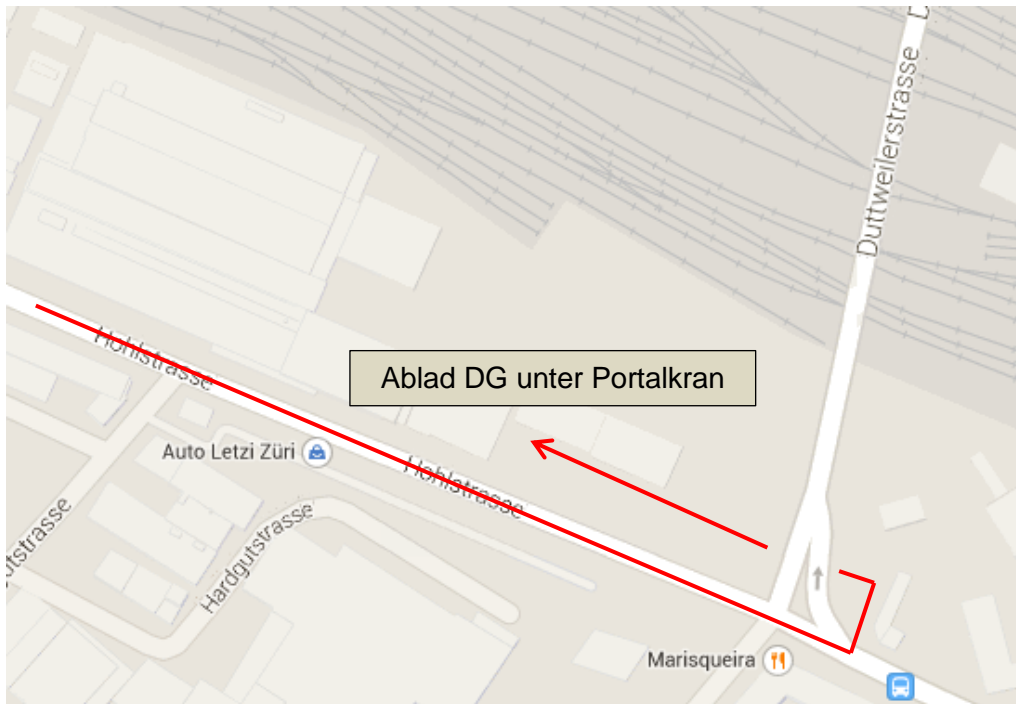 D
Duttweilerstrasse
Hohlstrasse
Ablad DG unter Portalkran
Auto Letzi Züri
Hohlstrasse
Hardgutstrasse
utstrasse
Marisqueira